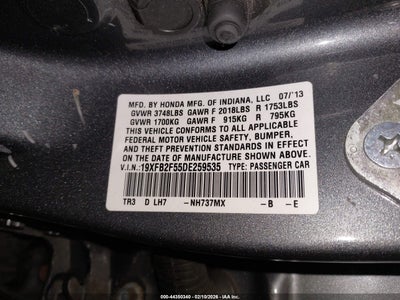 MFD. BY HONDA MFG. OF INDIANA, LLC 07/'13
GVWR 3748LBS GAWR F 2018LBS R 1753LBS
GVWR 1700KG GAWR F 915KG R 795KG
THIS VEHICLE CONFORMS TO ALL APPLICABLE
FEDERAL MOTOR VEHICLE SAFETY, BUMPER,
AND THEFT PREVENTION STANDARDS IN EFFECT
ON THE DATE OF MANUFACTURE SHOWN ABOVE.
V.I.N.: 19XFB2F55DE259535 TYPE: PASSENGER CAR
TR3 D LH7 -NH737MX -B -E
000-44350340 - 02/10/2026 - IAAI.COM